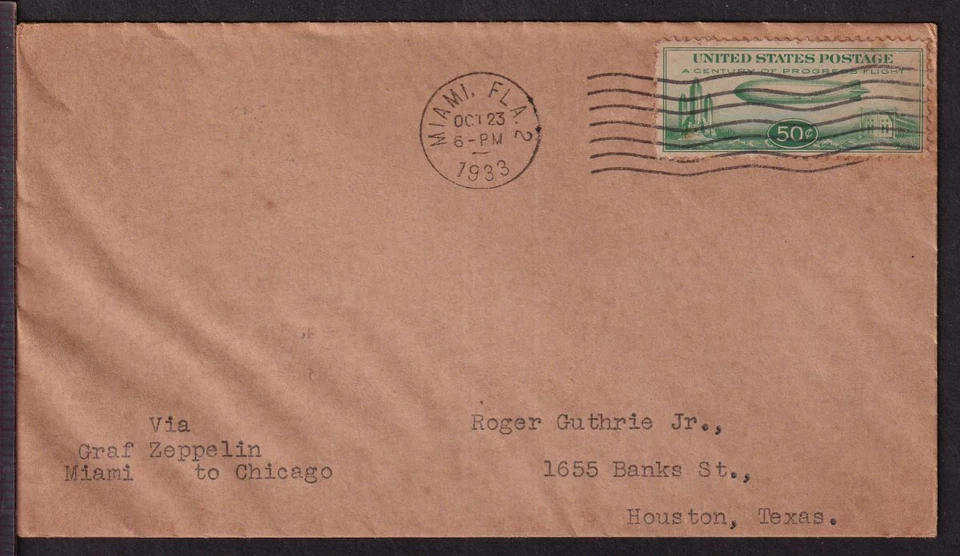 UNITED STATES POSTAGE
A CENTURY OF PROGRESS FLIGHT
50¢
MIAMI, FLA. 2
OCT 23
6-PM
1933
Via
Graf Zeppelin
Miami to Chicago
Roger Guthrie Jr.,
1655 Banks St.,
Houston, Texas.